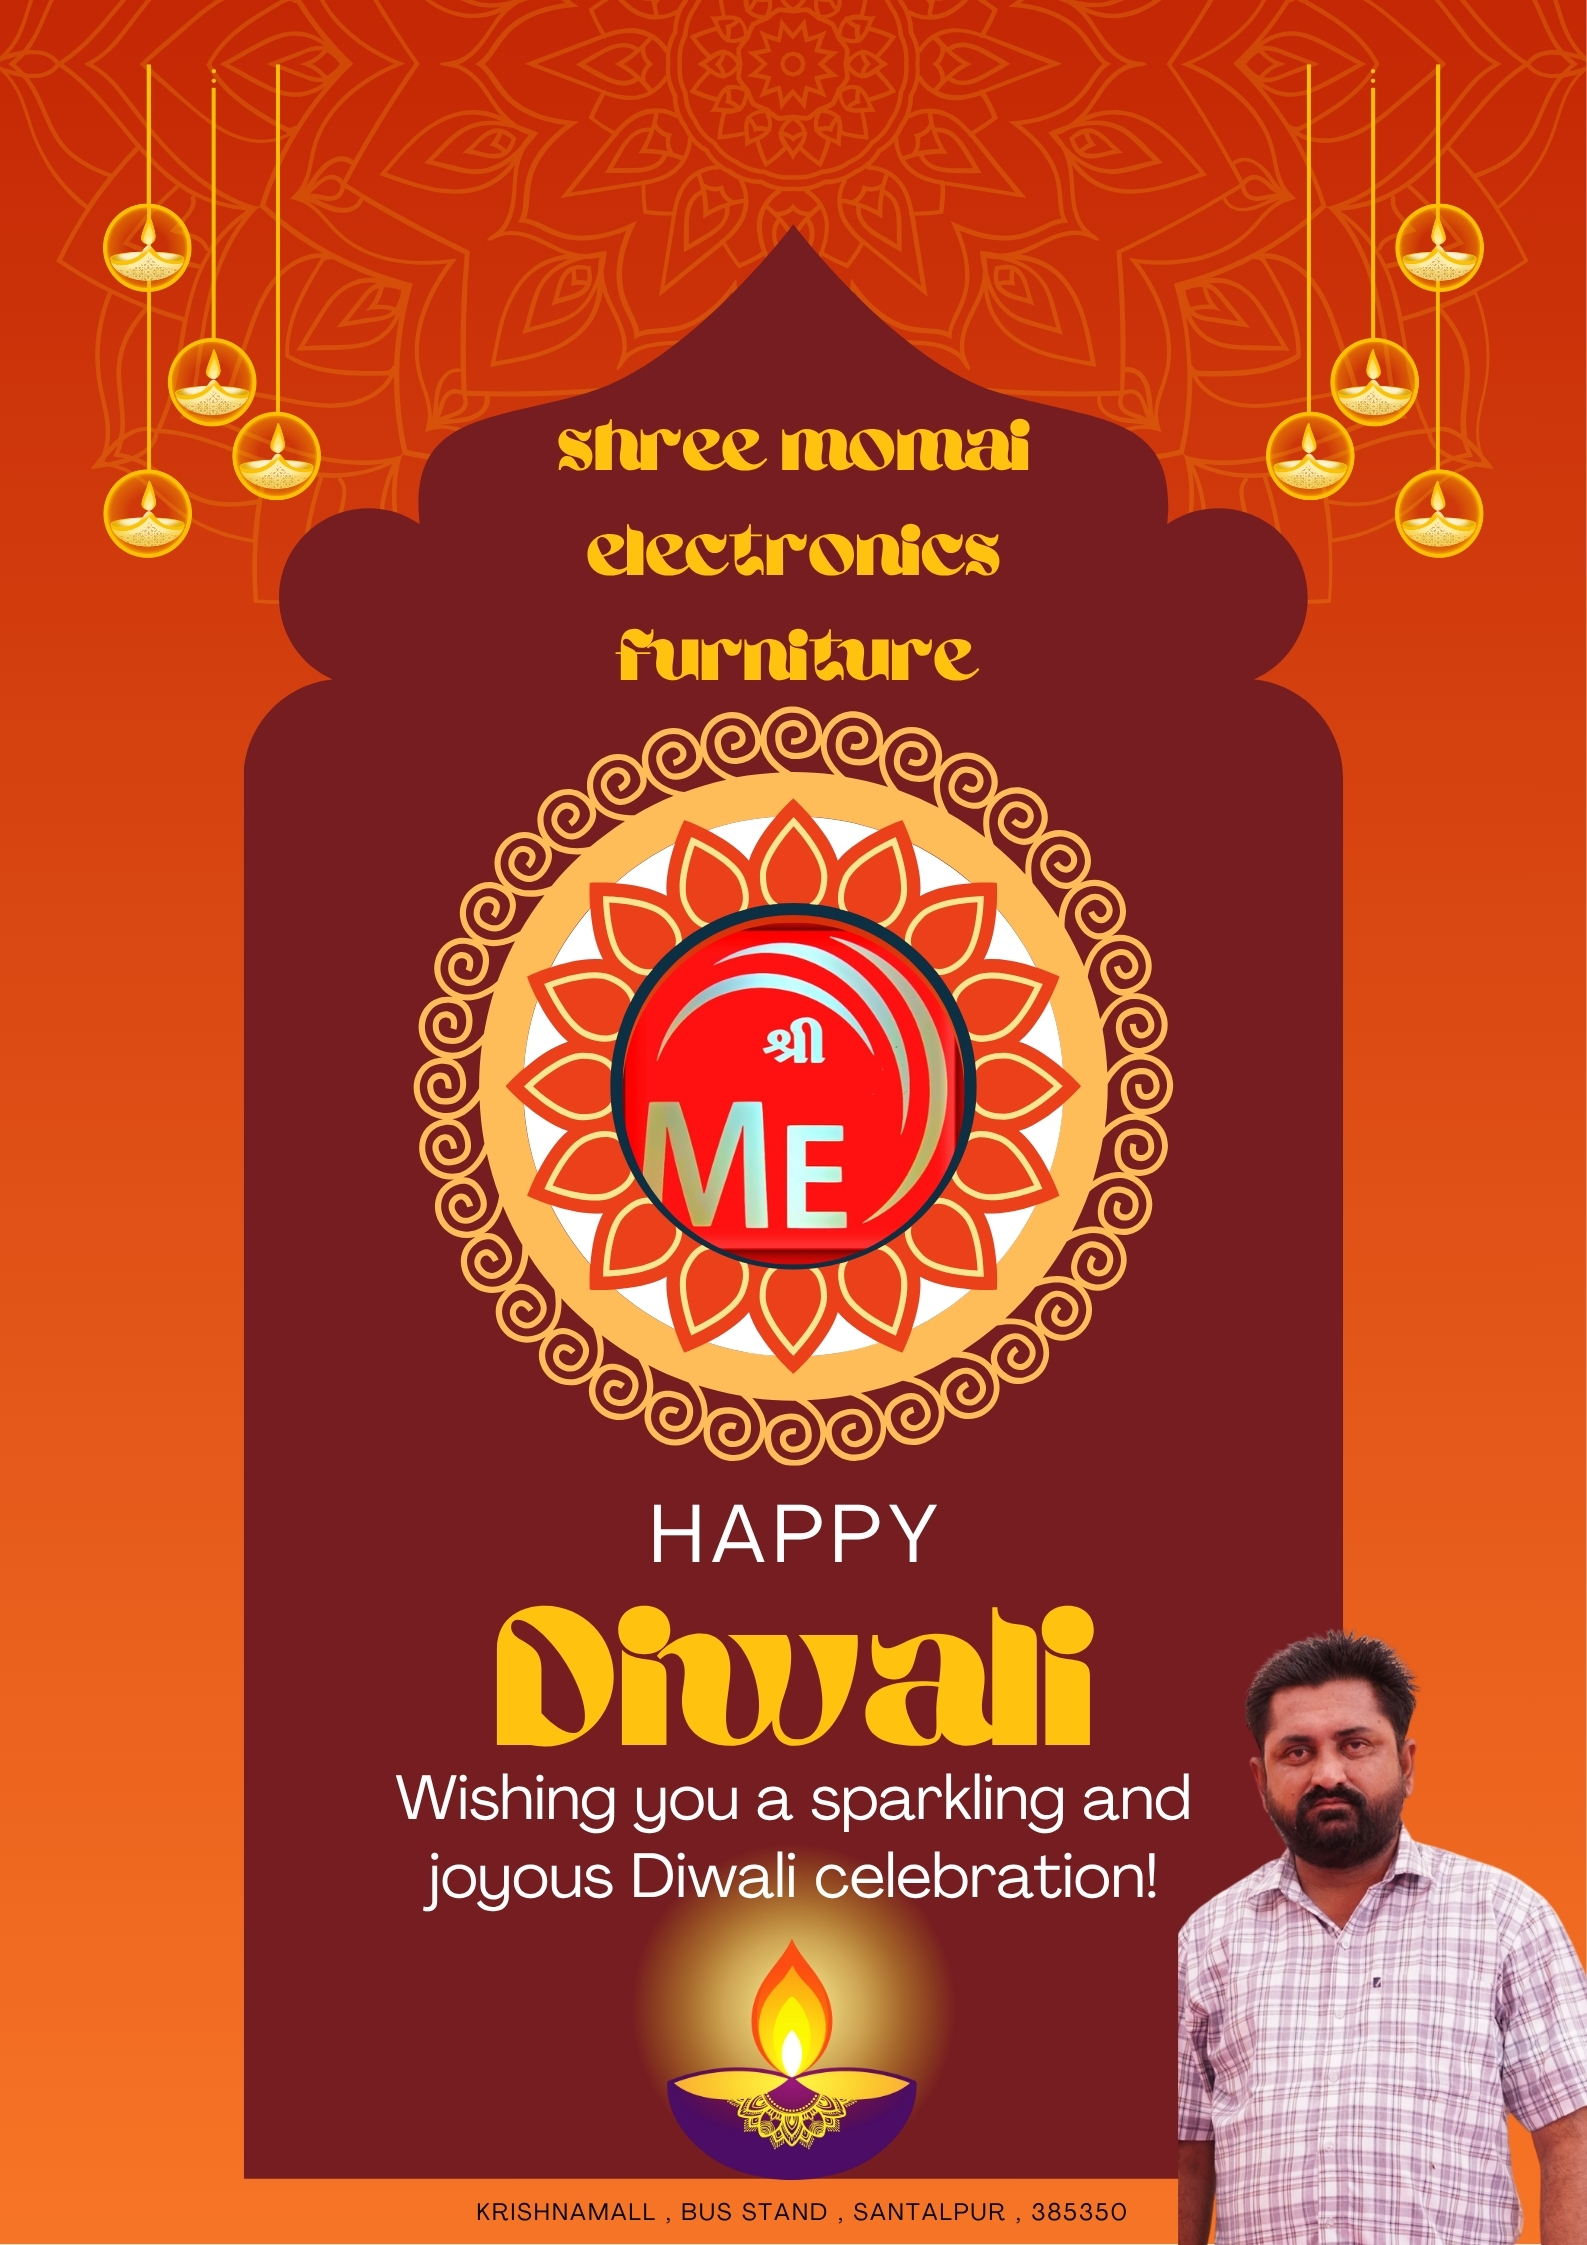 shree momai
electronics
furniture
श्री
ME
HAPPY
Diwali
Wishing you a sparkling and
joyous Diwali celebration!
KRISHNAMALL , BUS STAND , SANTALPUR , 385350